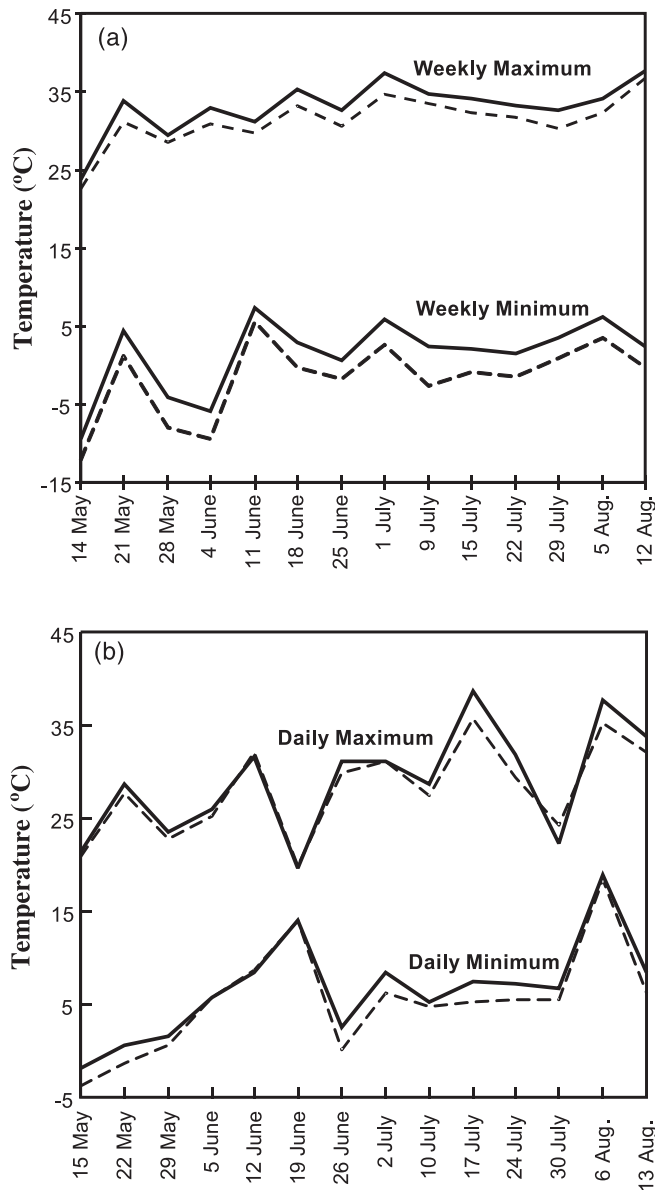 45
(a)
Weekly Maximum
35
25
Temperature (ºC)
15
Weekly Minimum
5
-5
-15
14 May
21 May
28 May
4 June
11 June
18 June
25 June
1 July
9 July
15 July
22 July
29 July
5 Aug.
12 Aug.
45
(b)
35
Daily Maximum
25
Temperature (ºC)
15
Daily Minimum
5
-5
15 May
22 May
29 May
5 June
12 June
19 June
26 June
2 July
10 July
17 July
24 July
30 July
6 Aug.
13 Aug.